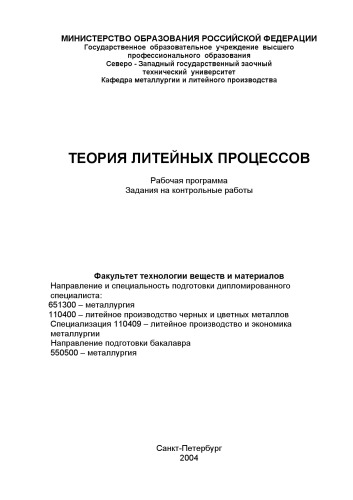 МИНИСТЕРСТВО ОБРАЗОВАНИЯ РОССИЙСКОЙ ФЕДЕРАЦИИ
Государственное образовательное учреждение высшего
профессионального образования
Северо - Западный государственный заочный
технический университет
Кафедра металлургии и литейного производства
ТЕОРИЯ ЛИТЕЙНЫХ ПРОЦЕССОВ
Рабочая программа
Задания на контрольные работы
Факультет технологии веществ и материалов
Направление и специальность подготовки дипломированного
специалиста:
651300 – металлургия
110400 – литейное производство черных и цветных металлов
Специализация 110409 – литейное производство и экономика
металлургии
Направление подготовки бакалавра
550500 – металлургия
Санкт-Петербург
2004